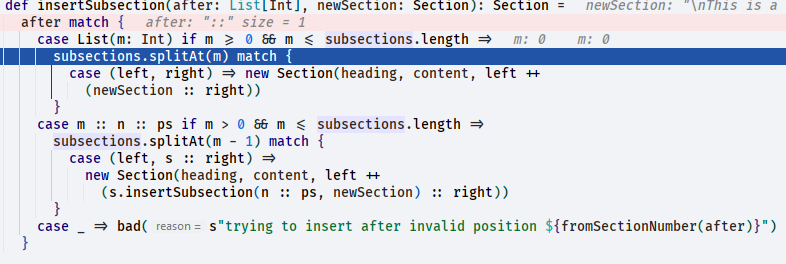 def insertSubsection(after: List[Int], newSection: Section): Section =   newSection: "\nThis is a
after match {   after: "::" size = 1
case List(m: Int) if m ≥ 0 && m ≤ subsections.length ⇒   m: 0   m: 0
subsections.splitAt(m) match {
case (left, right) ⇒ new Section(heading, content, left ++
(newSection :: right))
}
case m :: n :: ps if m > 0 && m ≤ subsections.length ⇒
subsections.splitAt(m - 1) match {
case (left, s :: right) ⇒
new Section(heading, content, left ++
(s.insertSubsection(n :: ps, newSection) :: right))
}
case _ ⇒ bad( reason = s"trying to insert after invalid position ${fromSectionNumber(after)}")
}